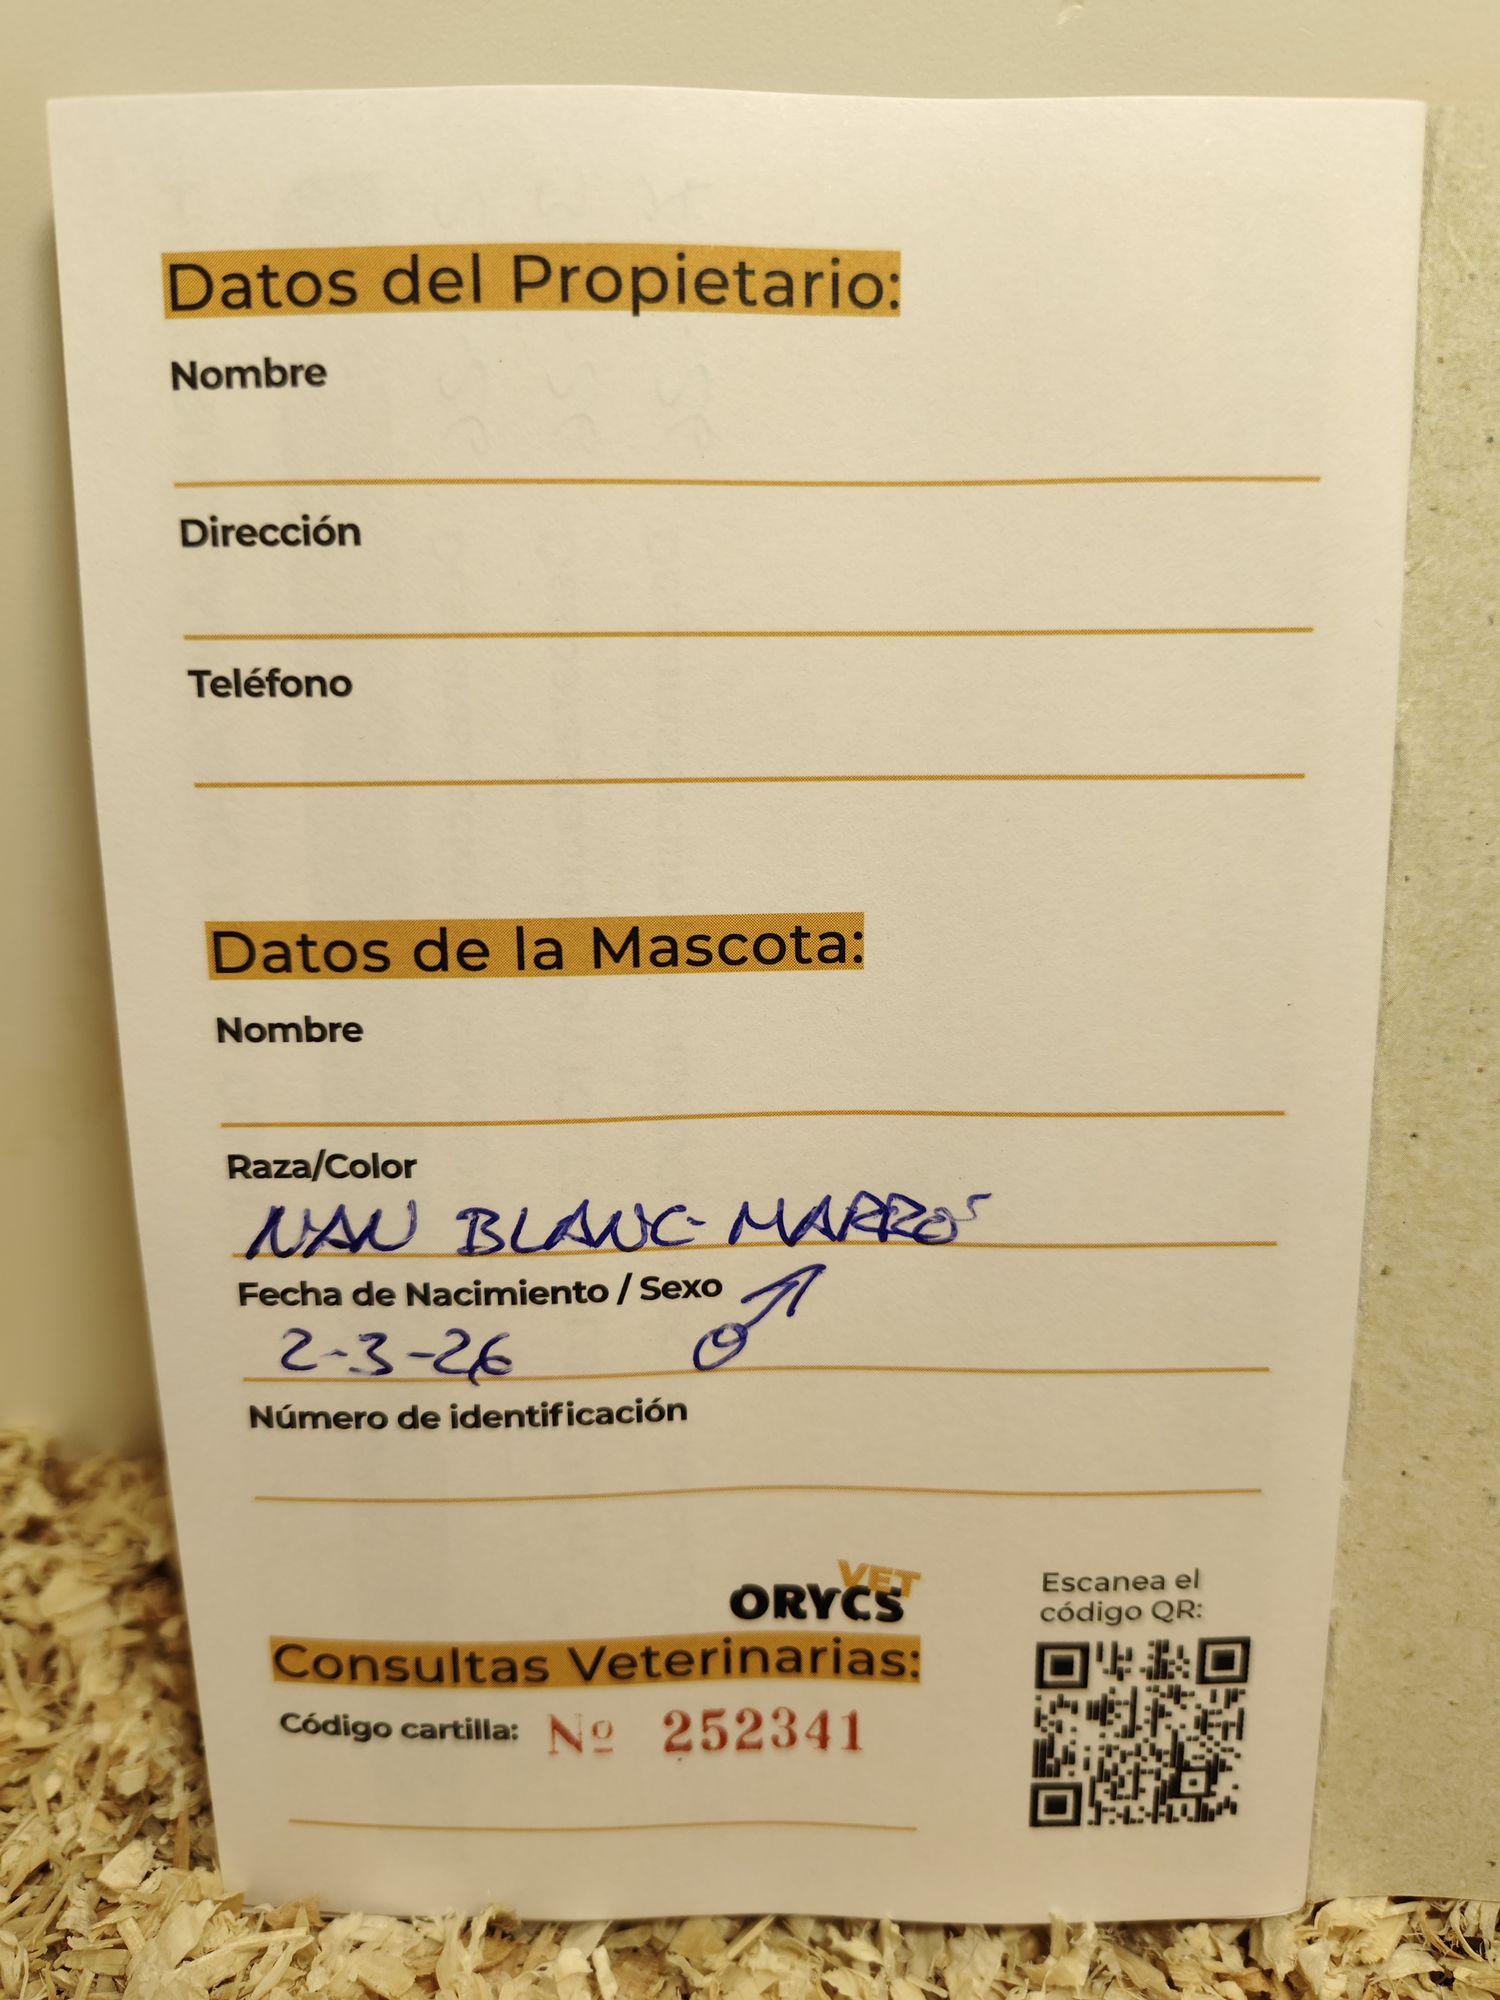 Datos del Propietario:
Nombre
Dirección
Teléfono
Datos de la Mascota:
Nombre
Raza/Color
NAN BLANC-MARRÓ
Fecha de Nacimiento / Sexo
2-3-26 ♂
Número de identificación
ORYCS VET
Consultas Veterinarias:
Código cartilla: Nº 252341
Escanea el
código QR: